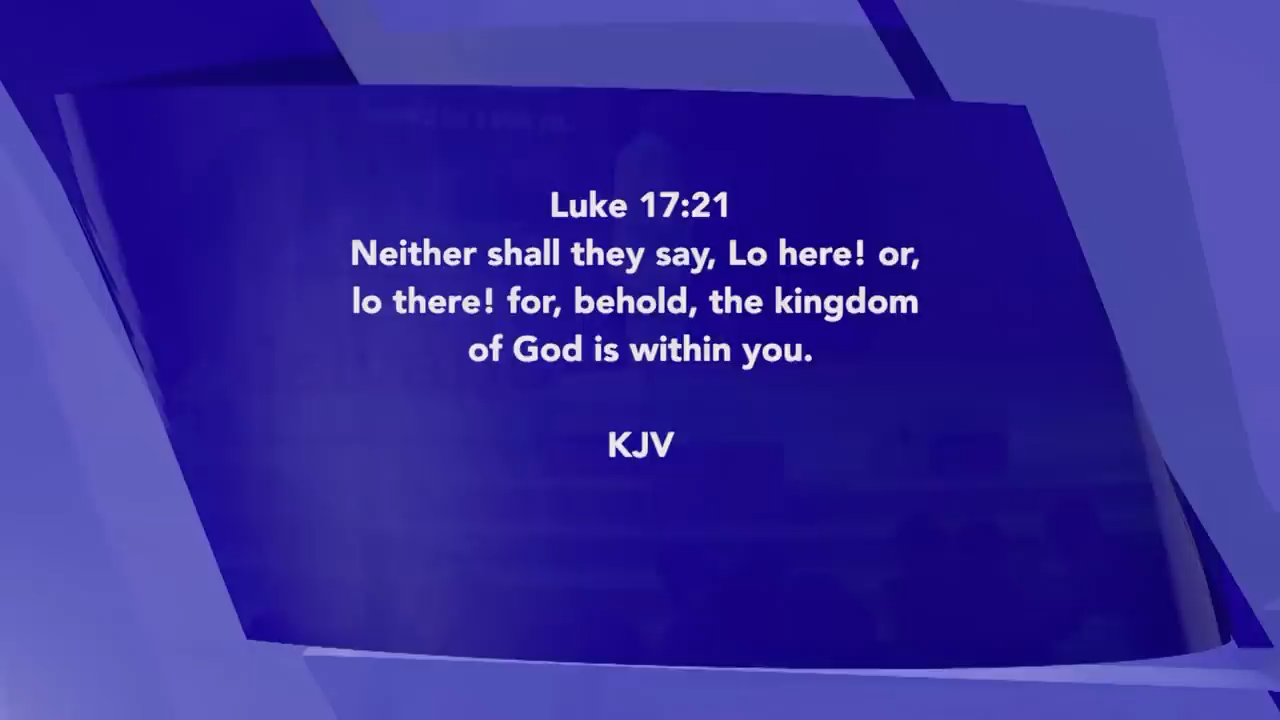 Luke 17:21
Neither shall they say, Lo here! or,
lo there! for, behold, the kingdom
of God is within you.
KJV